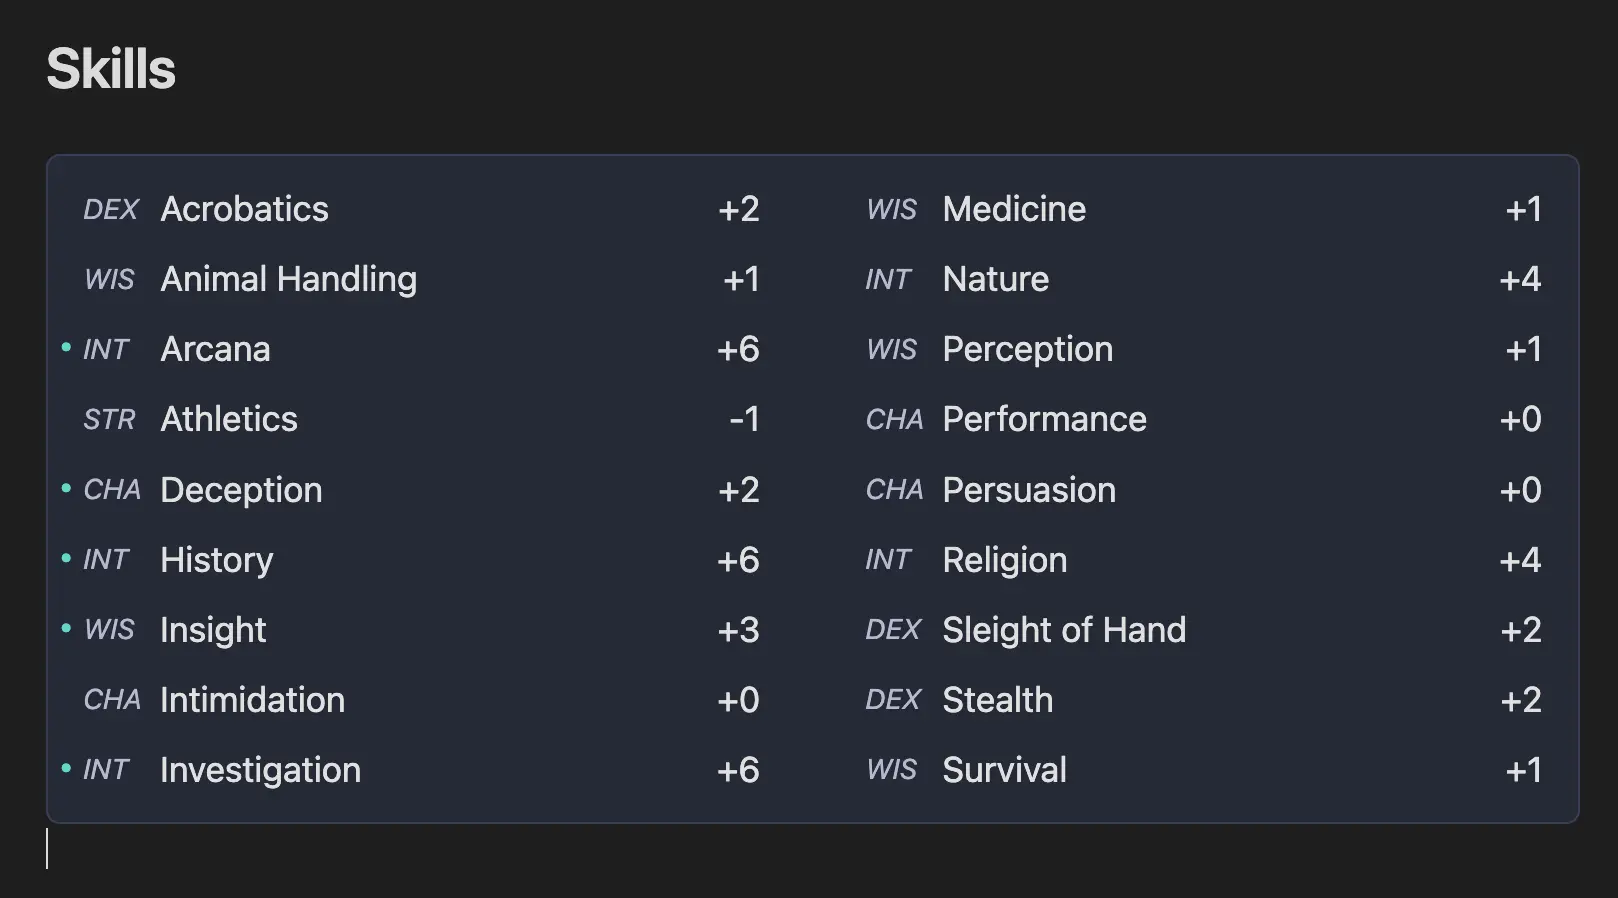 Skills
DEX Acrobatics +2
WIS Animal Handling +1
INT Arcana +6
STR Athletics -1
CHA Deception +2
INT History +6
WIS Insight +3
CHA Intimidation +0
INT Investigation +6
WIS Medicine +1
INT Nature +4
WIS Perception +1
CHA Performance +0
CHA Persuasion +0
INT Religion +4
DEX Sleight of Hand +2
DEX Stealth +2
WIS Survival +1